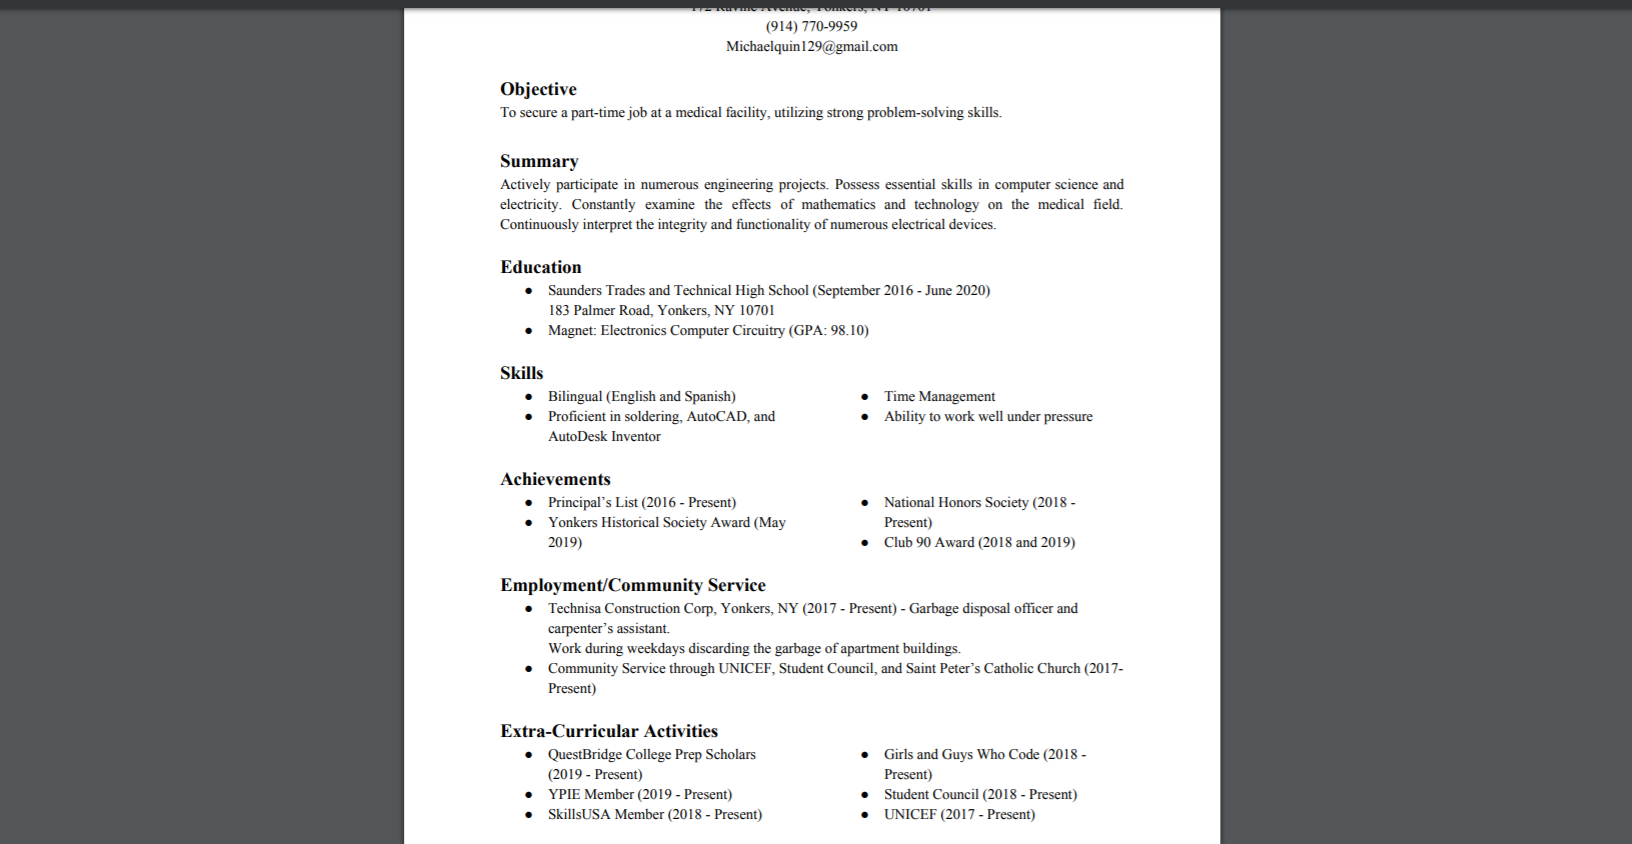 172 Ravine Avenue, Yonkers, NY 10701
(914) 770-9959
Michaelquin129@gmail.com
Objective
To secure a part-time job at a medical facility, utilizing strong problem-solving skills.
Summary
Actively participate in numerous engineering projects. Possess essential skills in computer science and
electricity. Constantly examine the effects of mathematics and technology on the medical field.
Continuously interpret the integrity and functionality of numerous electrical devices.
Education
● Saunders Trades and Technical High School (September 2016 - June 2020)
183 Palmer Road, Yonkers, NY 10701
● Magnet: Electronics Computer Circuitry (GPA: 98.10)
Skills
● Bilingual (English and Spanish)
● Proficient in soldering, AutoCAD, and
AutoDesk Inventor
● Time Management
● Ability to work well under pressure
Achievements
● Principal’s List (2016 - Present)
● Yonkers Historical Society Award (May
2019)
● National Honors Society (2018 -
Present)
● Club 90 Award (2018 and 2019)
Employment/Community Service
● Technisa Construction Corp, Yonkers, NY (2017 - Present) - Garbage disposal officer and
carpenter’s assistant.
Work during weekdays discarding the garbage of apartment buildings.
● Community Service through UNICEF, Student Council, and Saint Peter’s Catholic Church (2017-
Present)
Extra-Curricular Activities
● QuestBridge College Prep Scholars
(2019 - Present)
● YPIE Member (2019 - Present)
● SkillsUSA Member (2018 - Present)
● Girls and Guys Who Code (2018 -
Present)
● Student Council (2018 - Present)
● UNICEF (2017 - Present)